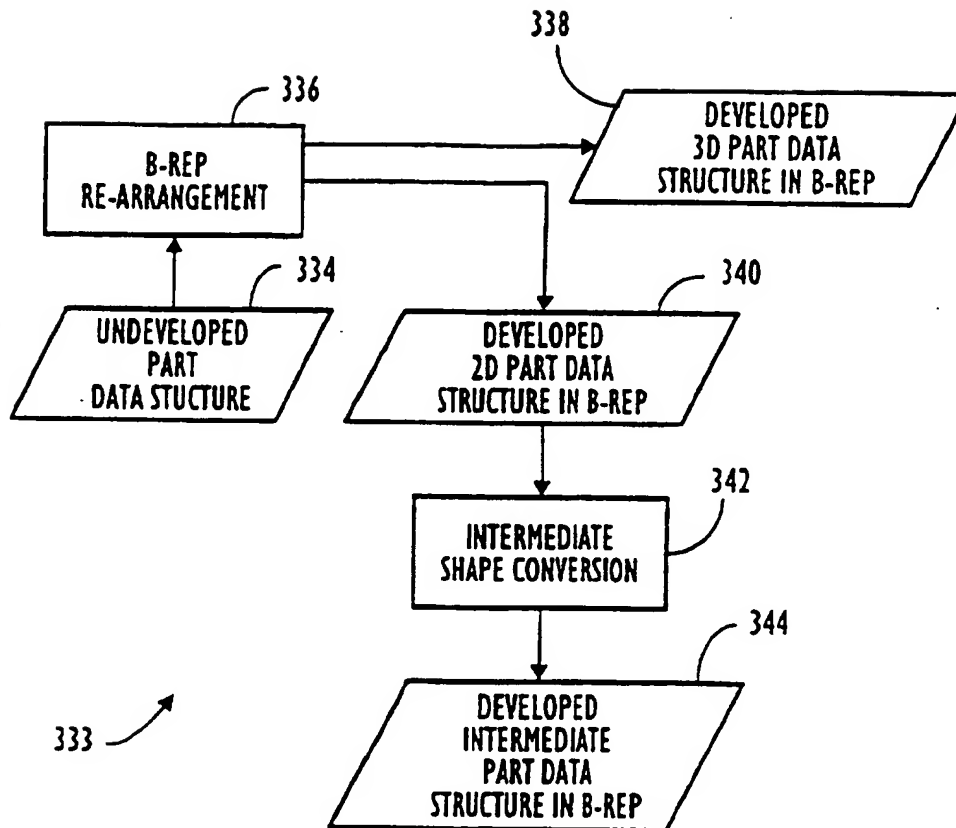 338
336
DEVELOPED
3D PART DATA
STRUCTURE IN B-REP
B-REP
RE-ARRANGEMENT
334
340
UNDEVELOPED
PART
DATA STUCTURE
DEVELOPED
2D PART DATA
STRUCTURE IN B-REP
342
INTERMEDIATE
SHAPE CONVERSION
344
333
DEVELOPED
INTERMEDIATE
PART DATA
STRUCTURE IN B-REP